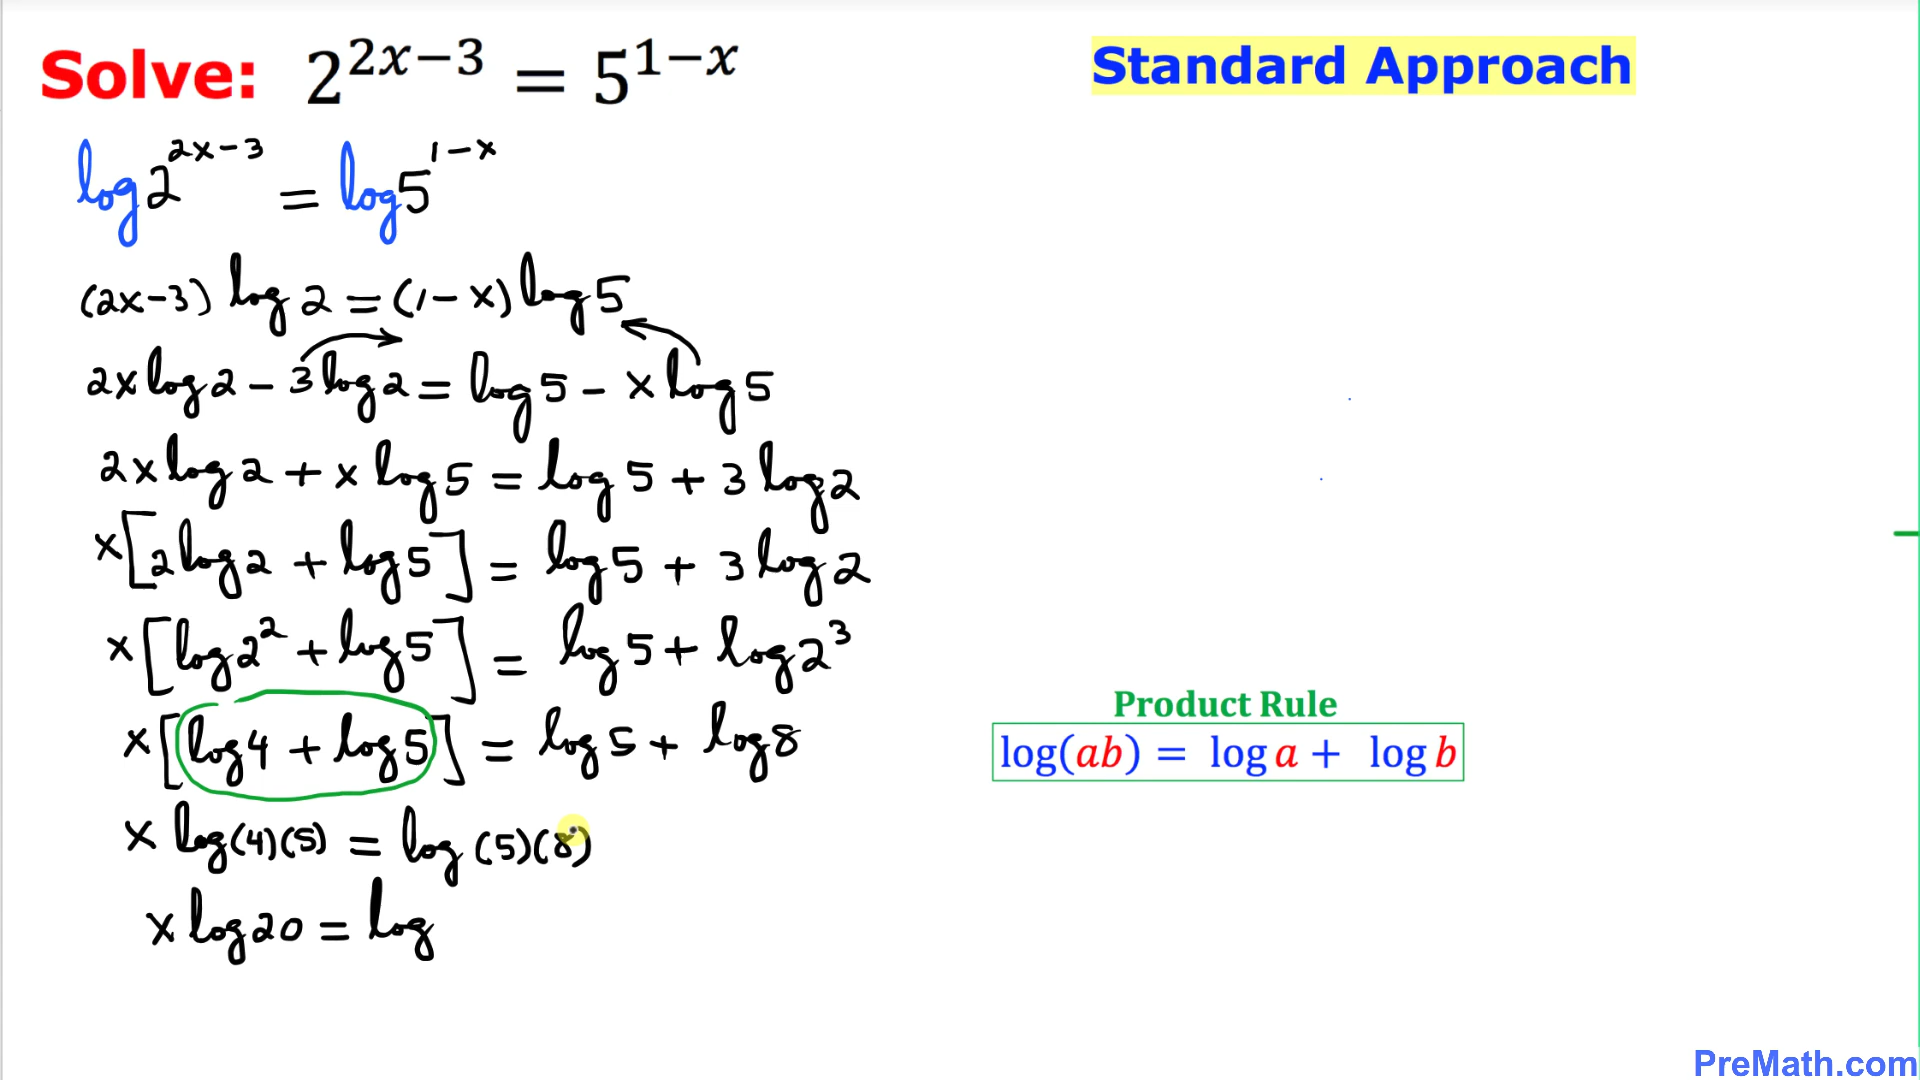 Solve: 2^{2x−3} = 5^{1−x}
Standard Approach
log 2^{2x−3} = log 5^{1−x}
(2x−3) log 2 = (1−x) log 5
2x log 2 − 3 log 2 = log 5 − x log 5
2x log 2 + x log 5 = log 5 + 3 log 2
x[2 log 2 + log 5] = log 5 + 3 log 2
x[log 2² + log 5] = log 5 + log 2³
x[log 4 + log 5] = log 5 + log 8
Product Rule
log(ab) = log a + log b
x log(4)(5) = log (5)(8)
x log 20 = log
PreMath.com